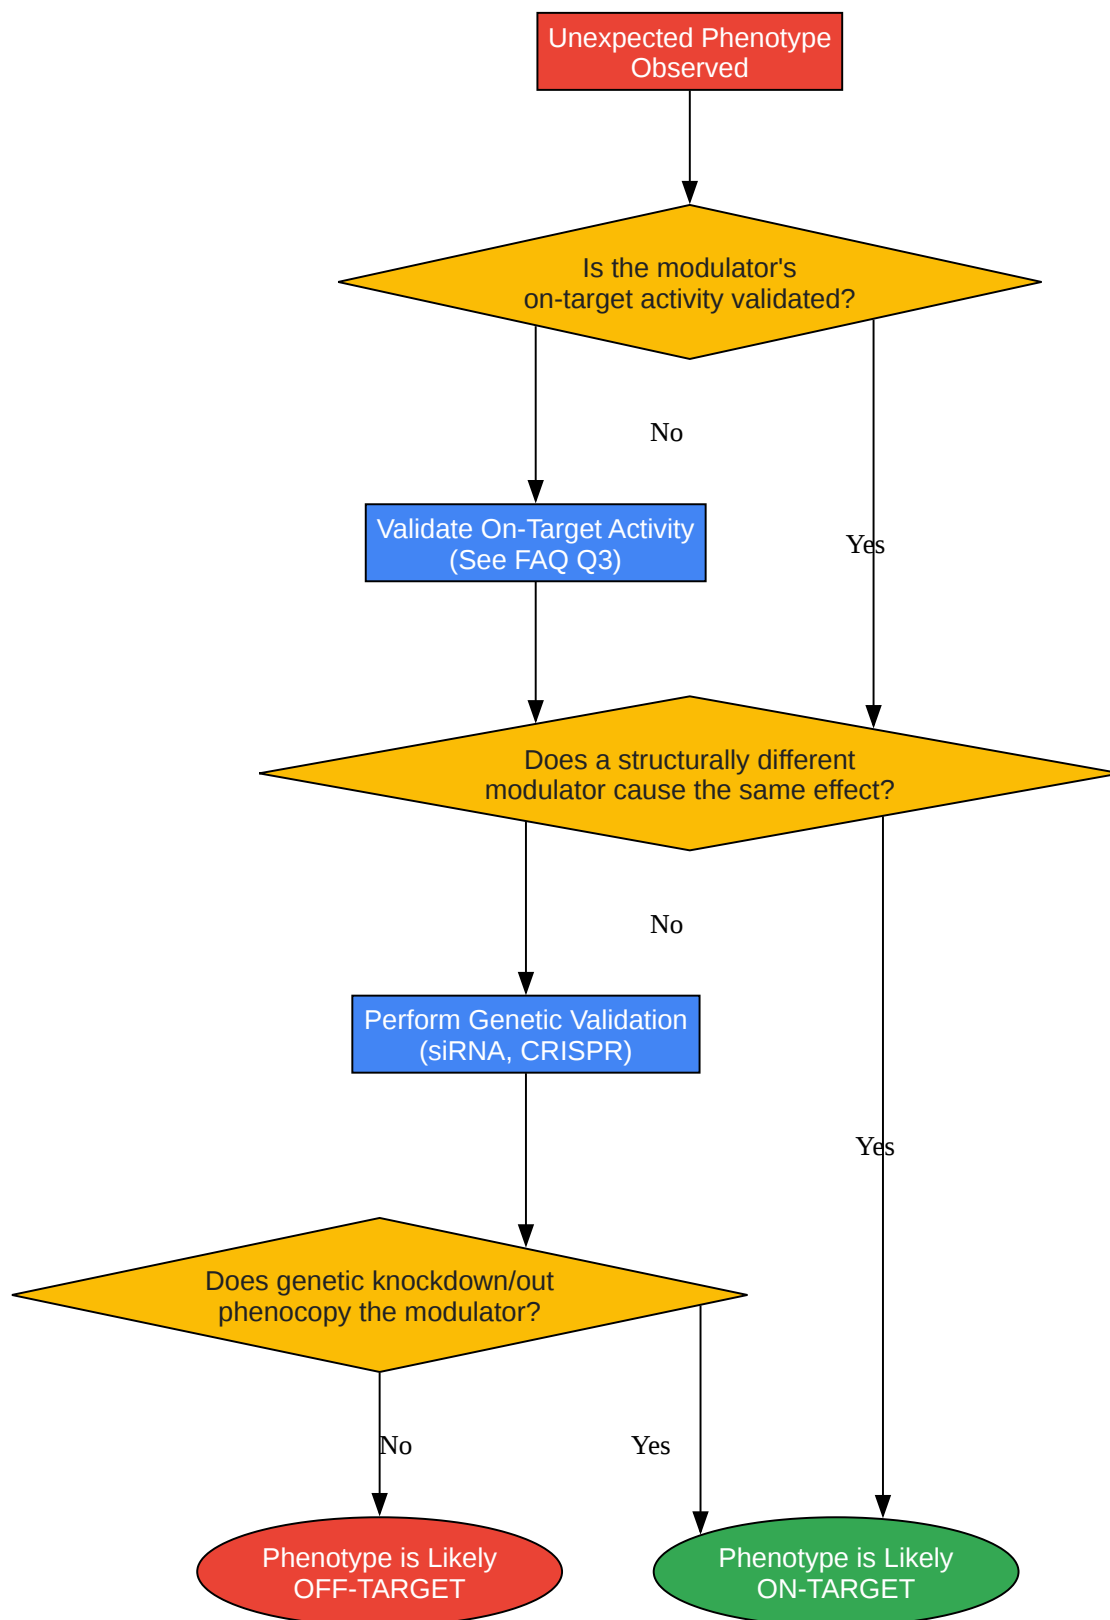 Unexpected Phenotype
Observed
Is the modulator's
on-target activity validated?
No
Validate On-Target Activity
(See FAQ Q3)
Yes
Does a structurally different
modulator cause the same effect?
No
Perform Genetic Validation
(siRNA, CRISPR)
Yes
Does genetic knockdown/out
phenocopy the modulator?
No
Yes
Phenotype is Likely
OFF-TARGET
Phenotype is Likely
ON-TARGET